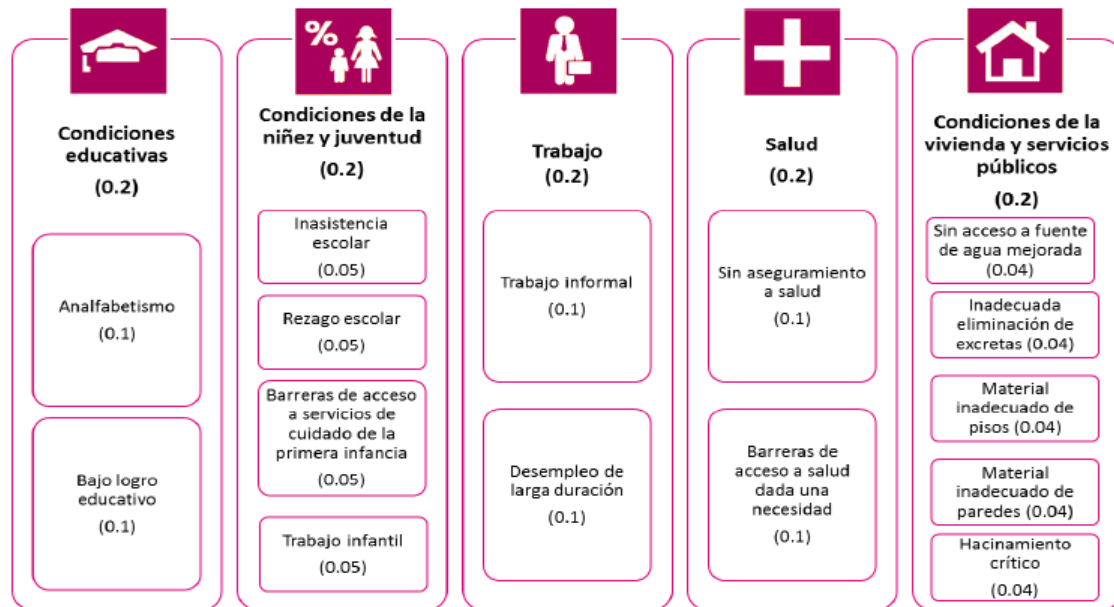 Condiciones
educativas
(0.2)
Analfabetismo
(0.1)
Bajo logro
educativo
(0.1)
%
Condiciones de la
niñez y juventud
(0.2)
Inasistencia
escolar
(0.05)
Rezago escolar
(0.05)
Barreras de acceso
a servicios de
cuidado de la
primera infancia
(0.05)
Trabajo infantil
(0.05)
Trabajo
(0.2)
Trabajo informal
(0.1)
Desempleo de
larga duración
(0.1)
Salud
(0.2)
Sin aseguramiento
a salud
(0.1)
Barreras de
acceso a salud
dada una
necesidad
(0.1)
Condiciones de la
vivienda y servicios
públicos
(0.2)
Sin acceso a fuente
de agua mejorada
(0.04)
Inadecuada
eliminación de
excretas (0.04)
Material
inadecuado de
pisos (0.04)
Material
inadecuado de
paredes (0.04)
Hacinamiento
crítico
(0.04)